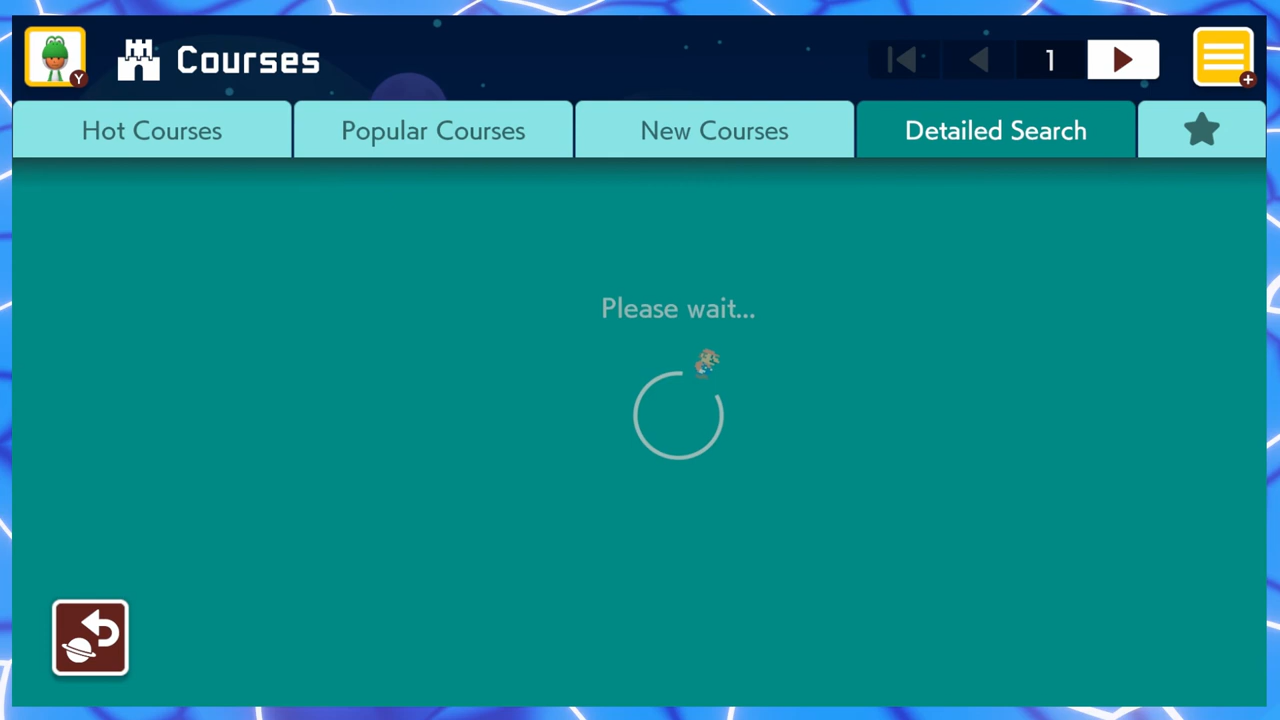 Courses
1
Y
+
Hot Courses
Popular Courses
New Courses
Detailed Search
Please wait...